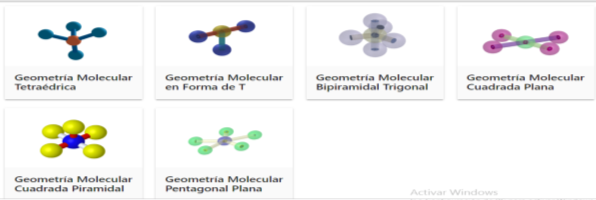 Geometría Molecular
Tetraédrica
Geometría Molecular
en Forma de T
Geometría Molecular
Bipiramidal Trigonal
Geometría Molecular
Cuadrada Plana
Geometría Molecular
Cuadrada Piramidal
Geometría Molecular
Pentagonal Plana
Activar Windows